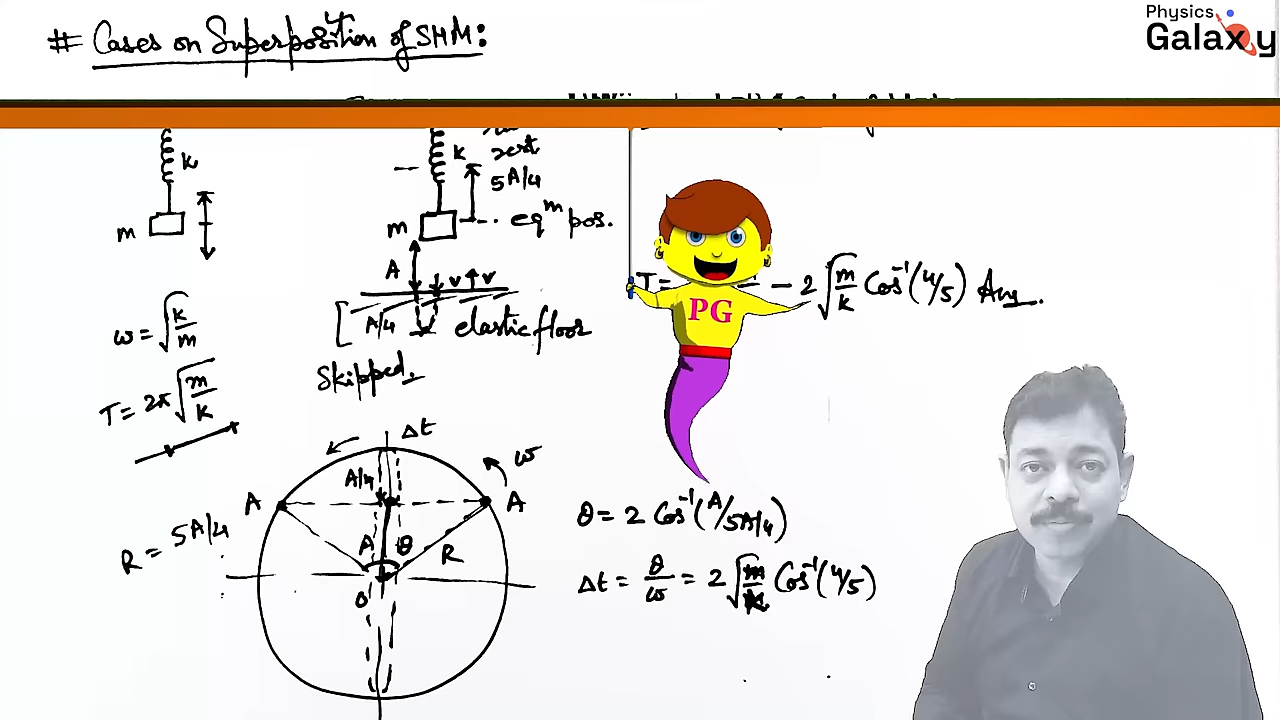 # Cases on Superposition of SHM:
Physics
Galaxy
k
m
k
rest
5A/4
m
eqᵐ pos.
A
v v
A/4
elastic floor
Skipped.
ω = √(k/m)
T = 2π√(m/k)
T =
− 2√(m/k) Cos⁻¹(4/5) Ans.
PG
Δt
ω
A
A/4
A
R = 5A/4
A
θ
R
O
θ = 2 Cos⁻¹(A/5A/4)
Δt = θ/ω = 2√(m/k) Cos⁻¹(4/5)